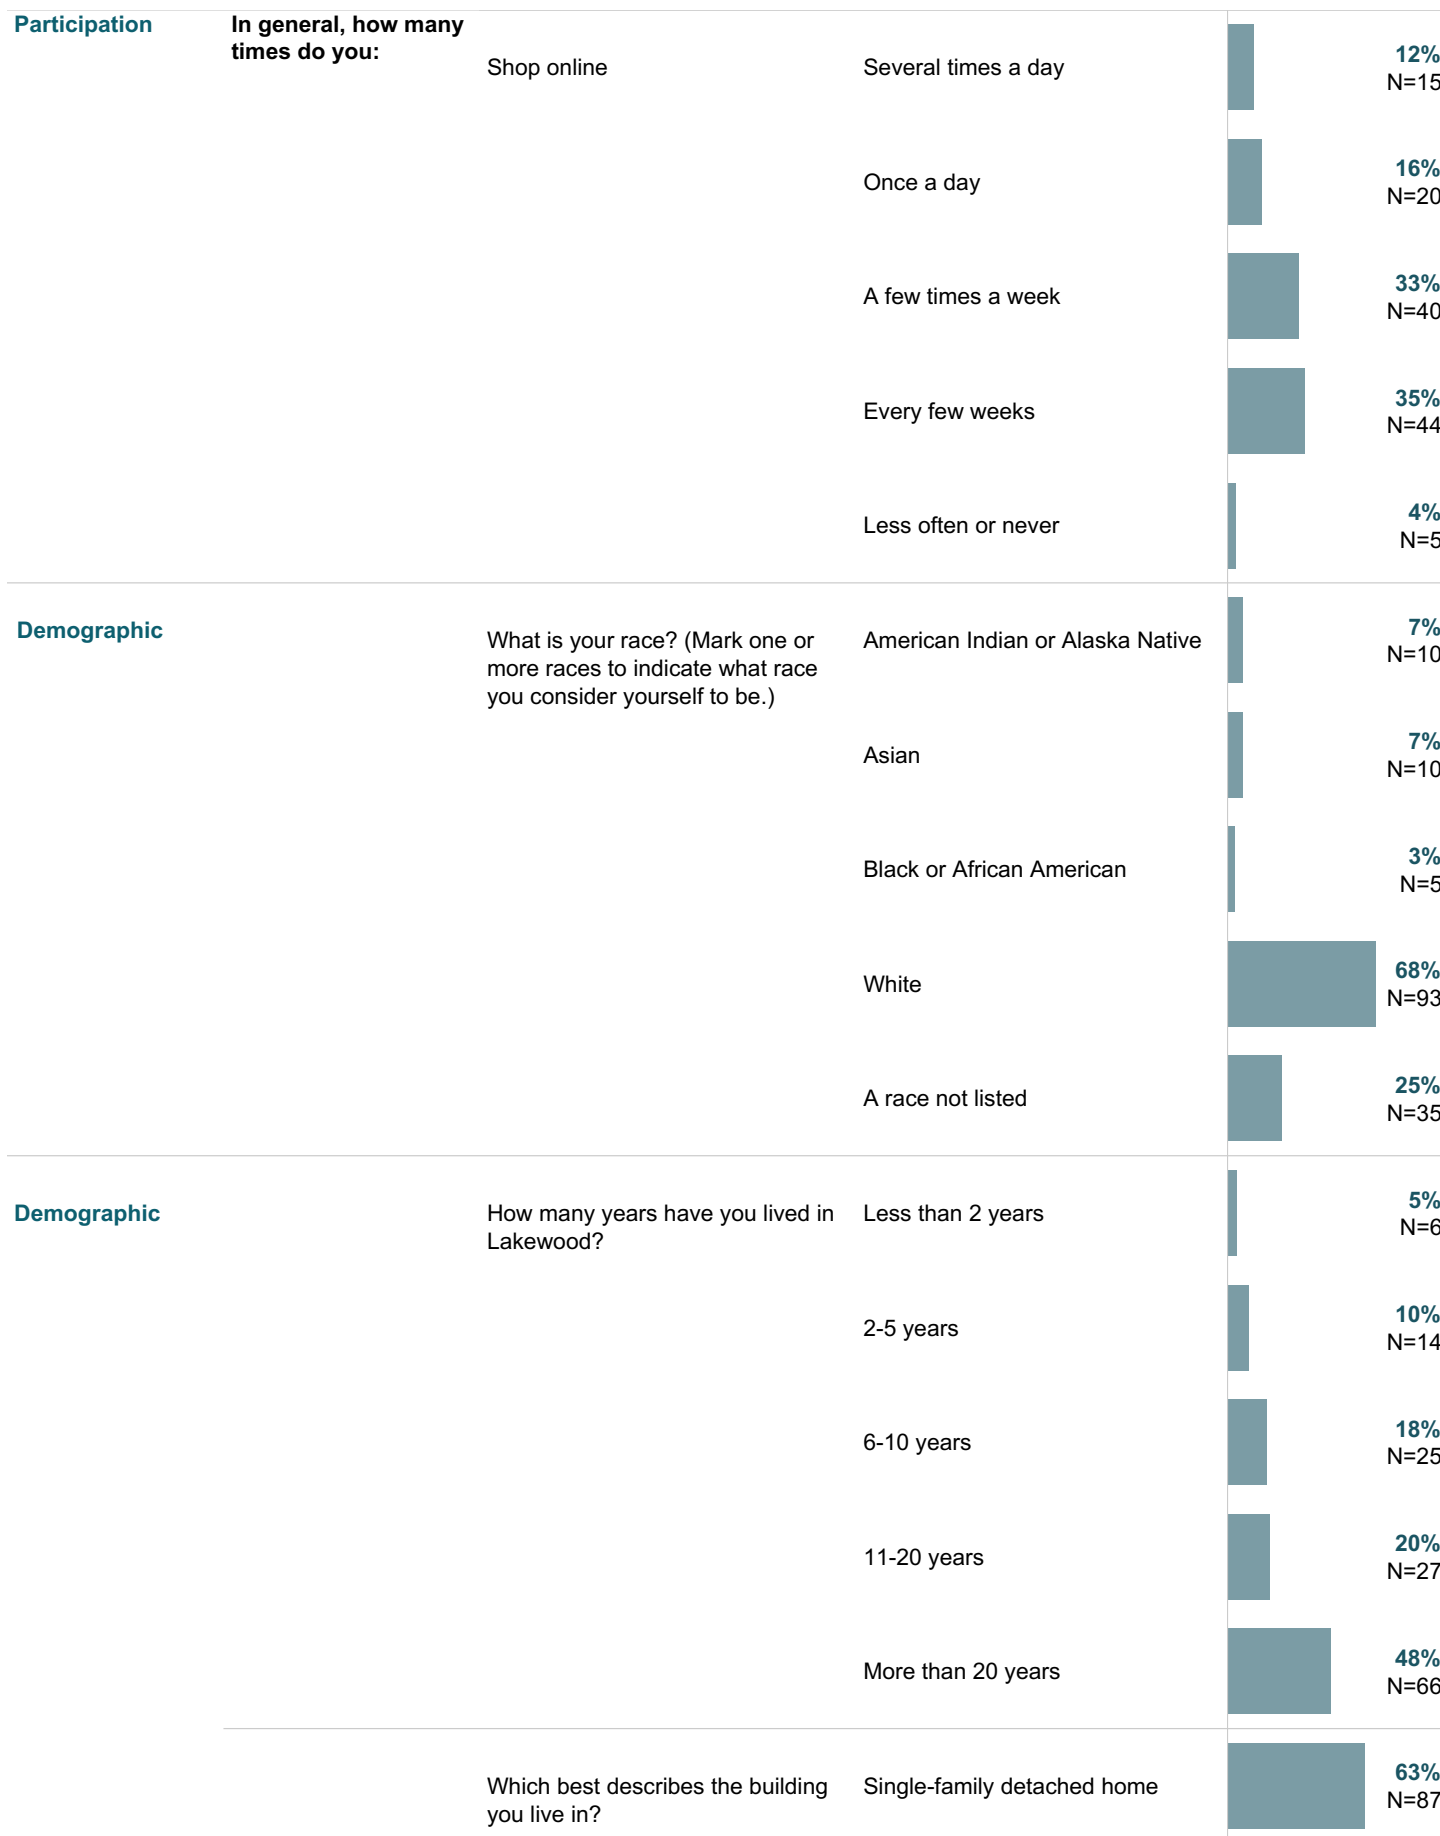 Participation
In general, how many
times do you:
Shop online
Several times a day
12%
N=15
Once a day
16%
N=20
A few times a week
33%
N=40
Every few weeks
35%
N=44
Less often or never
4%
N=5
Demographic
What is your race? (Mark one or
more races to indicate what race
you consider yourself to be.)
American Indian or Alaska Native
7%
N=10
Asian
7%
N=10
Black or African American
3%
N=5
White
68%
N=93
A race not listed
25%
N=35
Demographic
How many years have you lived in
Lakewood?
Less than 2 years
5%
N=6
2-5 years
10%
N=14
6-10 years
18%
N=25
11-20 years
20%
N=27
More than 20 years
48%
N=66
Which best describes the building
you live in?
Single-family detached home
63%
N=87